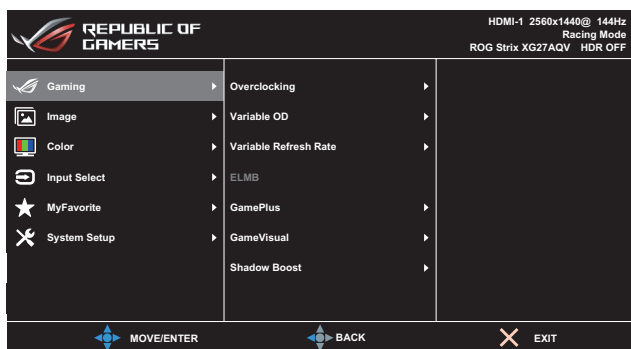 REPUBLIC OF
GAMERS
HDMI-1 2560x1440@ 144Hz
Racing Mode
ROG Strix XG27AQV HDR OFF
Gaming
Image
Color
Input Select
MyFavorite
System Setup
Overclocking
Variable OD
Variable Refresh Rate
ELMB
GamePlus
GameVisual
Shadow Boost
MOVE/ENTER
BACK
EXIT